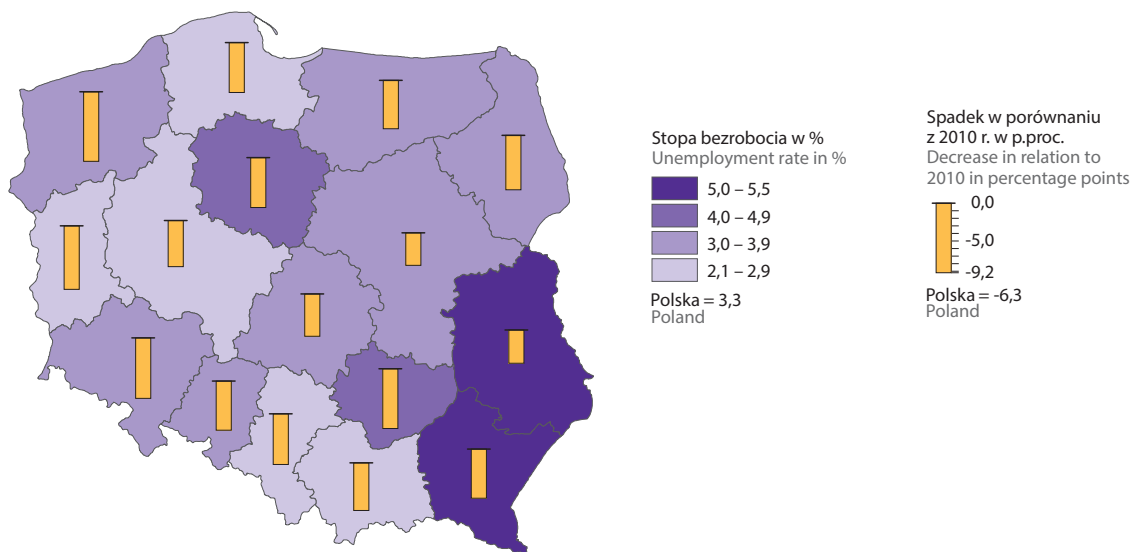 Stopa bezrobocia w %
Unemployment rate in %
5,0 – 5,5
4,0 – 4,9
3,0 – 3,9
2,1 – 2,9
Polska = 3,3
Poland
Spadek w porównaniu
z 2010 r. w p.proc.
Decrease in relation to
2010 in percentage points
0,0
-5,0
-9,2
Polska = -6,3
Poland